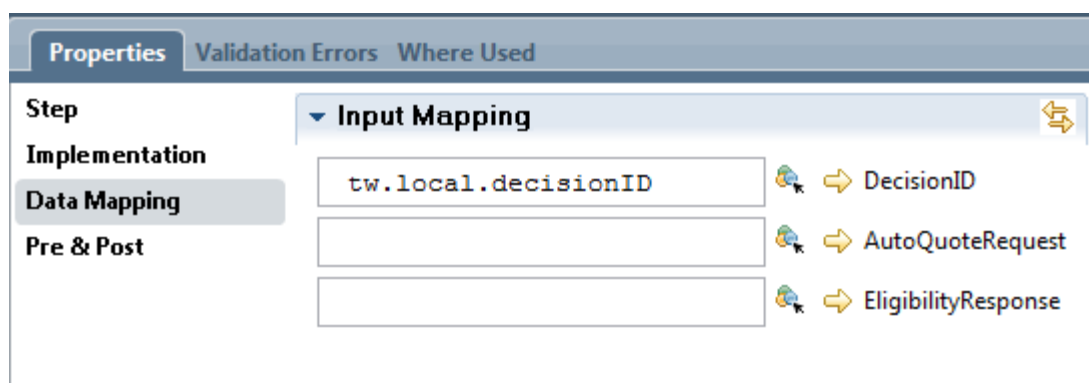 Properties Validation Errors Where Used
Step
Implementation
Data Mapping
Pre & Post
Input Mapping
tw.local.decisionID DecisionID
AutoQuoteRequest
EligibilityResponse